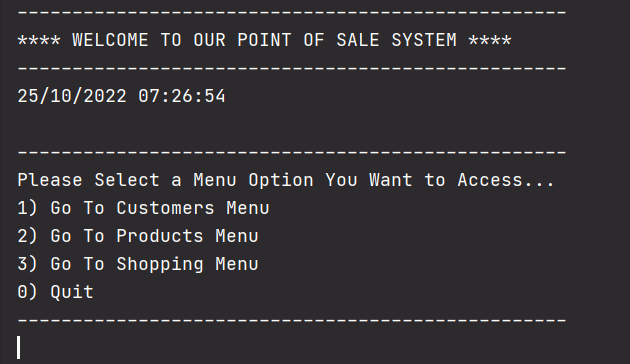 --------------------------------------------------
**** WELCOME TO OUR POINT OF SALE SYSTEM ****
--------------------------------------------------
25/10/2022 07:26:54
--------------------------------------------------
Please Select a Menu Option You Want to Access...
1) Go To Customers Menu
2) Go To Products Menu
3) Go To Shopping Menu
0) Quit
--------------------------------------------------